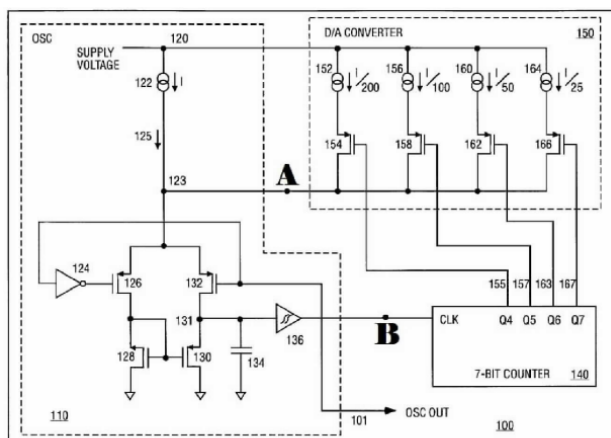 OSC
SUPPLY
VOLTAGE
120
122
I
125
123
A
D/A CONVERTER
150
152
I/200
156
I/100
160
I/50
164
I/25
154
158
162
166
124
126
132
131
128
130
134
136
B
155
157
163
167
CLK
Q4
Q5
Q6
Q7
7-BIT COUNTER
140
110
101
OSC OUT
100